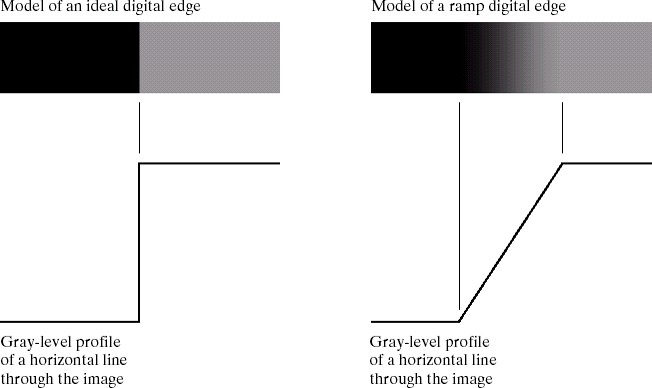 Model of an ideal digital edge
Model of a ramp digital edge
Gray-level profile
of a horizontal line
through the image
Gray-level profile
of a horizontal line
through the image